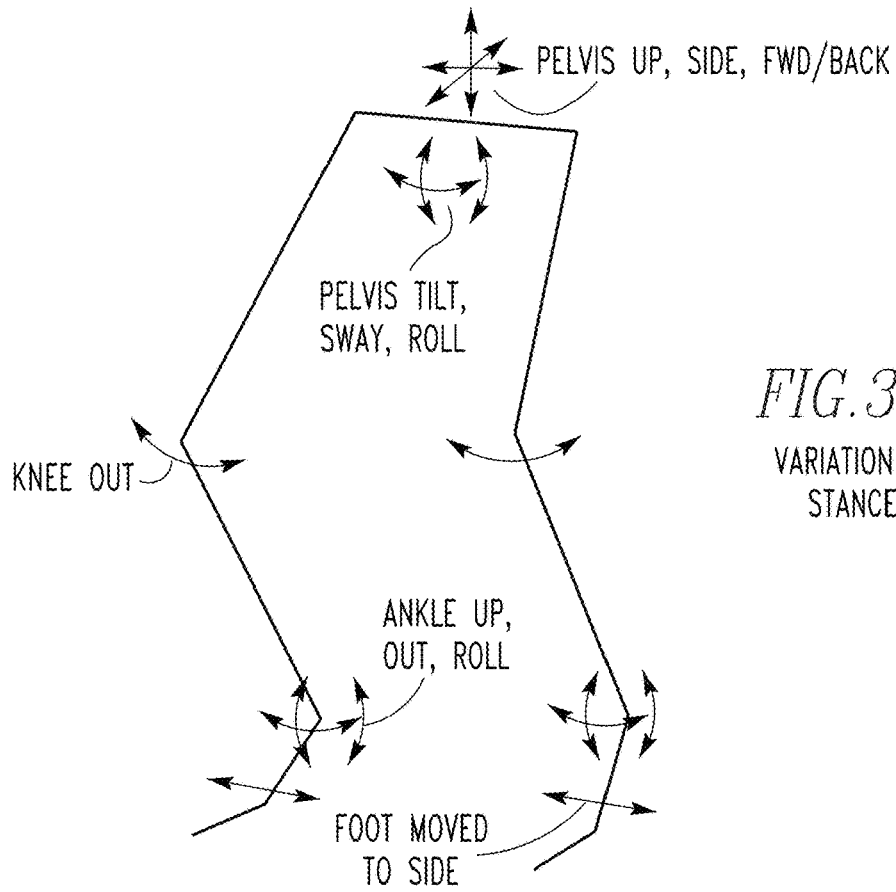 PELVIS UP, SIDE, FWD/BACK
PELVIS TILT,
SWAY, ROLL
FIG.3
VARIATION
STANCE
KNEE OUT
ANKLE UP,
OUT, ROLL
FOOT MOVED
TO SIDE